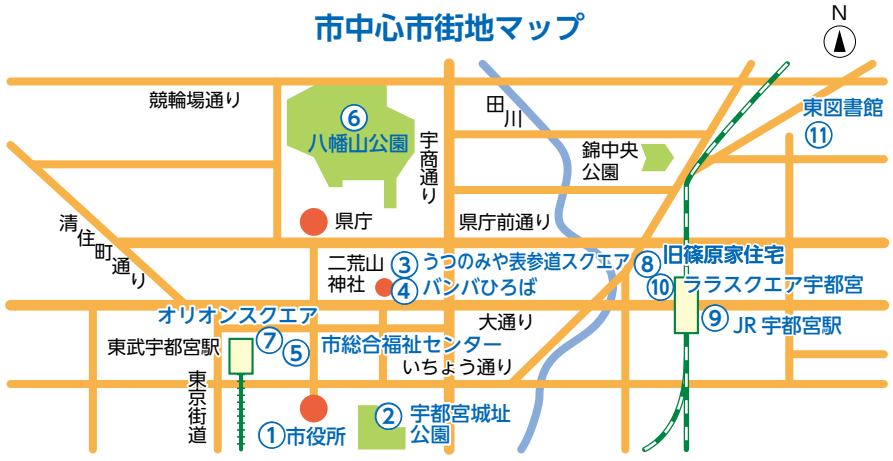 市中心市街地マップ
N
競輪場通り
田川
東図書館
⑪
⑥
八幡山公園
宇商通り
錦中央
公園
清住町通り
県庁
県庁前通り
二荒山
神社
③うつのみや表参道スクエア
④バンバひろば
⑧旧篠原家住宅
⑩ララスクエア宇都宮
⑨JR宇都宮駅
オリオンスクエア
⑦
大通り
東武宇都宮駅
⑤市総合福祉センター
いちょう通り
東京街道
①市役所
②宇都宮城址
公園